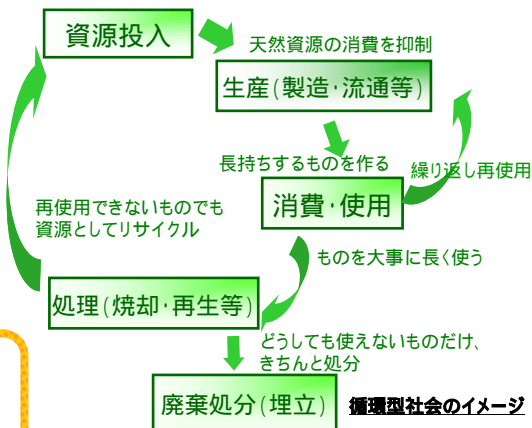 資源投入
天然資源の消費を抑制
生産(製造･流通等)
長持ちするものを作る
繰り返し再使用
消費･使用
再使用できないものでも
資源としてリサイクル
ものを大事に長く使う
処理(焼却･再生等)
どうしても使えないものだけ、
きちんと処分
廃棄処分(埋立)
循環型社会のイメージ